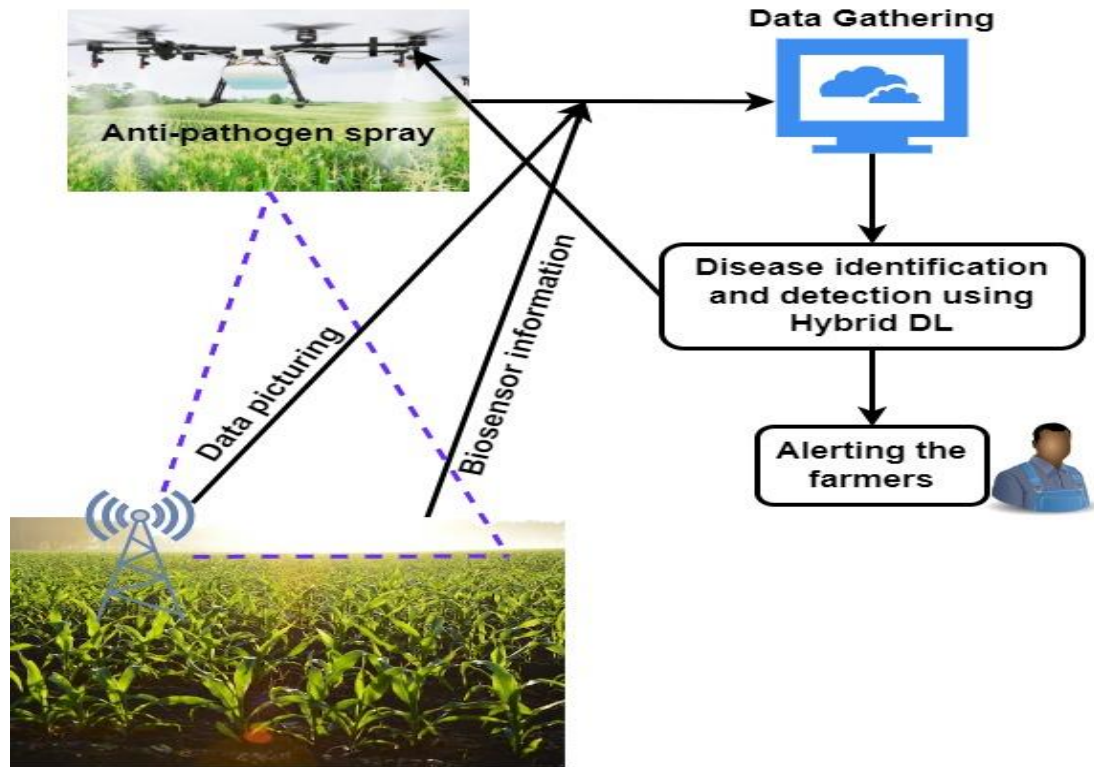 Data Gathering
Anti-pathogen spray
Disease identification
and detection using
Hybrid DL
Data picturing
Biosensor information
Alerting the
farmers